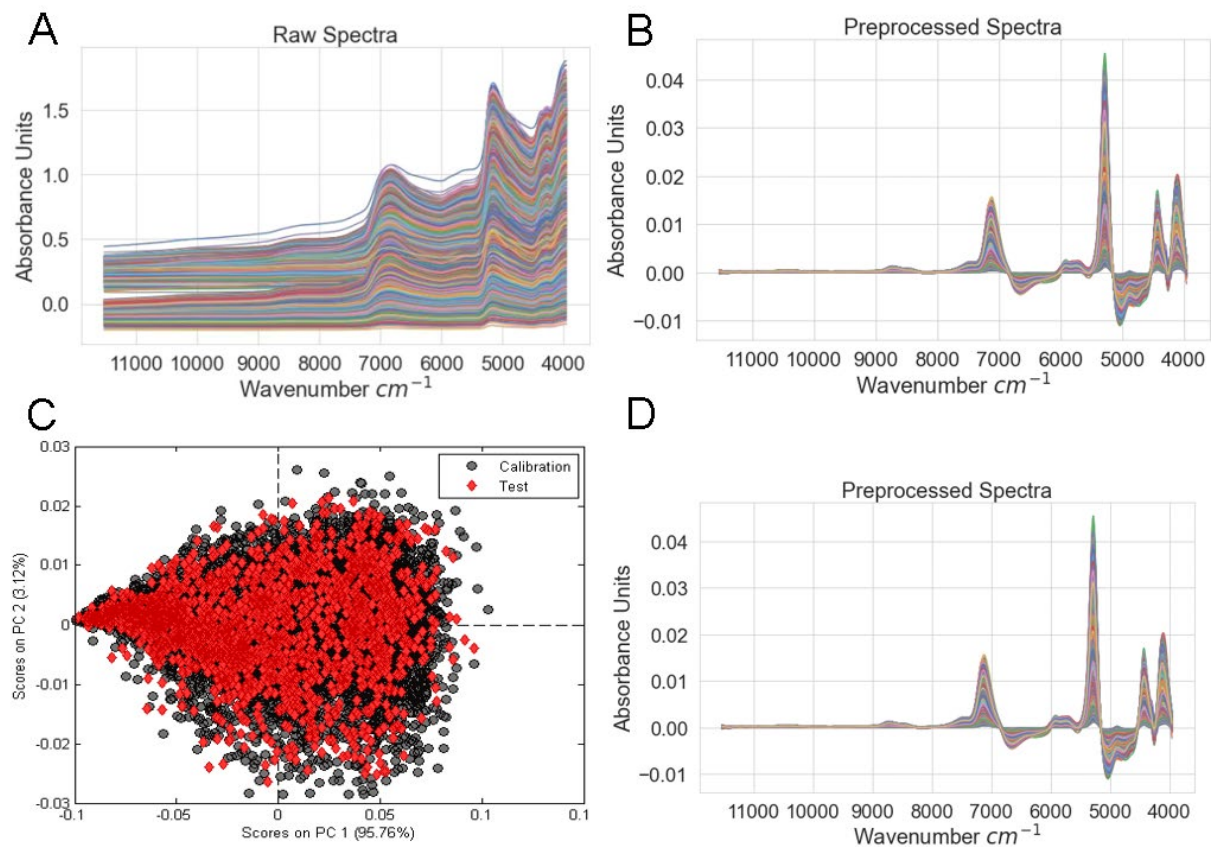 A
Raw Spectra
Absorbance Units
1.5
1.0
0.5
0.0
11000 10000 9000 8000 7000 6000 5000 4000
Wavenumber cm⁻¹
B
Preprocessed Spectra
Absorbance Units
0.04
0.03
0.02
0.01
0.00
−0.01
11000 10000 9000 8000 7000 6000 5000 4000
Wavenumber cm⁻¹
C
Scores on PC 2 (3.12%)
0.03
0.02
0.01
0
-0.01
-0.02
-0.03
Calibration
Test
-0.1 -0.05 0 0.05 0.1 0.1
Scores on PC 1 (95.76%)
D
Preprocessed Spectra
Absorbance Units
0.04
0.03
0.02
0.01
0.00
−0.01
11000 10000 9000 8000 7000 6000 5000 4000
Wavenumber cm⁻¹